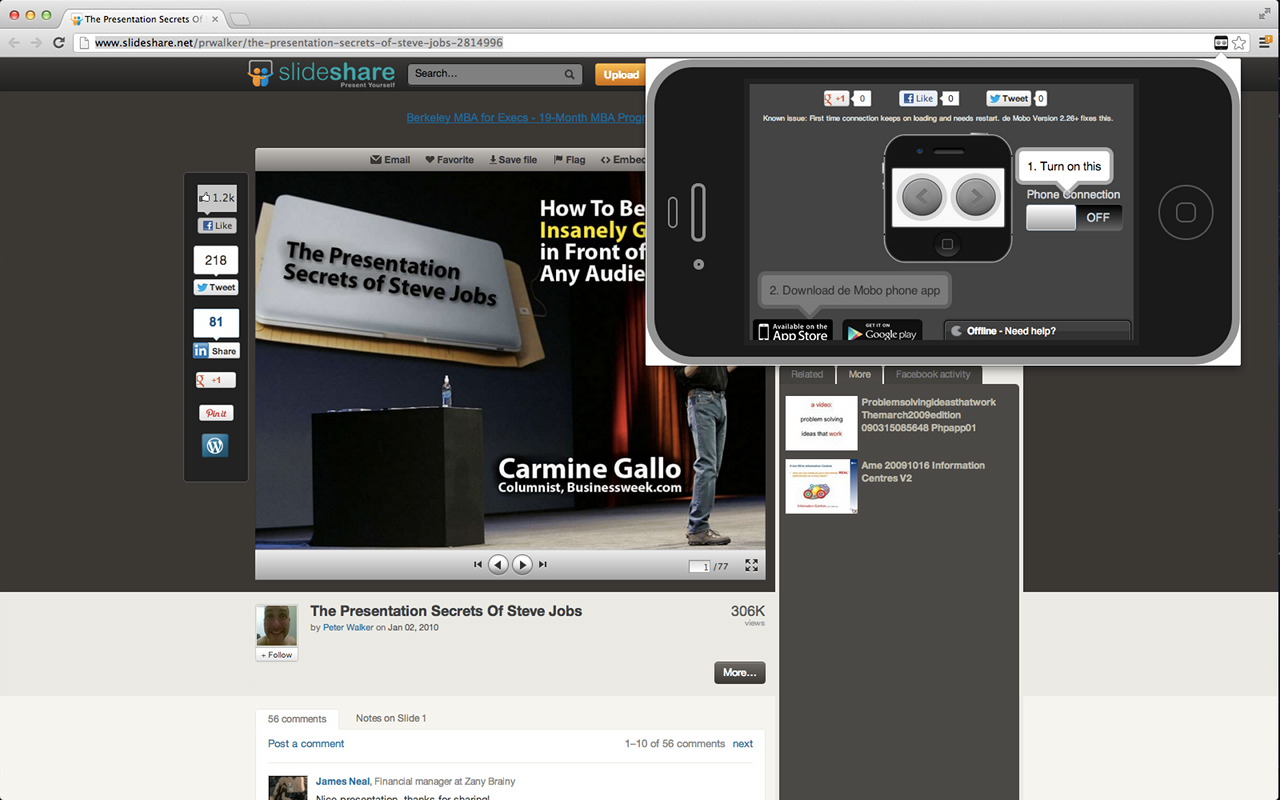 The Presentation Secrets Of
www.slideshare.net/prwalker/the-presentation-secrets-of-steve-jobs-2814996
slideshare
Present Yourself
Search...
Upload
Berkeley MBA for Execs - 19-Month MBA
Email
Favorite
Save file
Flag
<> Embed
1.2k
Like
218
Tweet
81
in Share
g +1
Pin it
The Presentation
Secrets of Steve Jobs
How To Be
Insanely G
in Front of
Any Audie
Carmine Gallo
Columnist, Businessweek.com
1 /77
g +1 0
Like 0
Tweet 0
Known issue: First time connection keeps on loading and needs restart. de Mobo Version 2.26+ fixes this.
1. Turn on this
Phone Connection
OFF
2. Download de Mobo phone app
Available on the
App Store
GET IT ON
Google play
Offline - Need help?
Related
More
Facebook activity
a video:
problem solving
ideas that work
Problemsolvingideasthatwork
Themarch2009edition
090315085648 Phpapp01
Ame 20091016 Information
Centres V2
The Presentation Secrets Of Steve Jobs
by Peter Walker on Jan 02, 2010
306K
views
+ Follow
More...
56 comments
Notes on Slide 1
Post a comment
1–10 of 56 comments next
James Neal, Financial manager at Zany Brainy
Nice presentation, thanks for sharing!